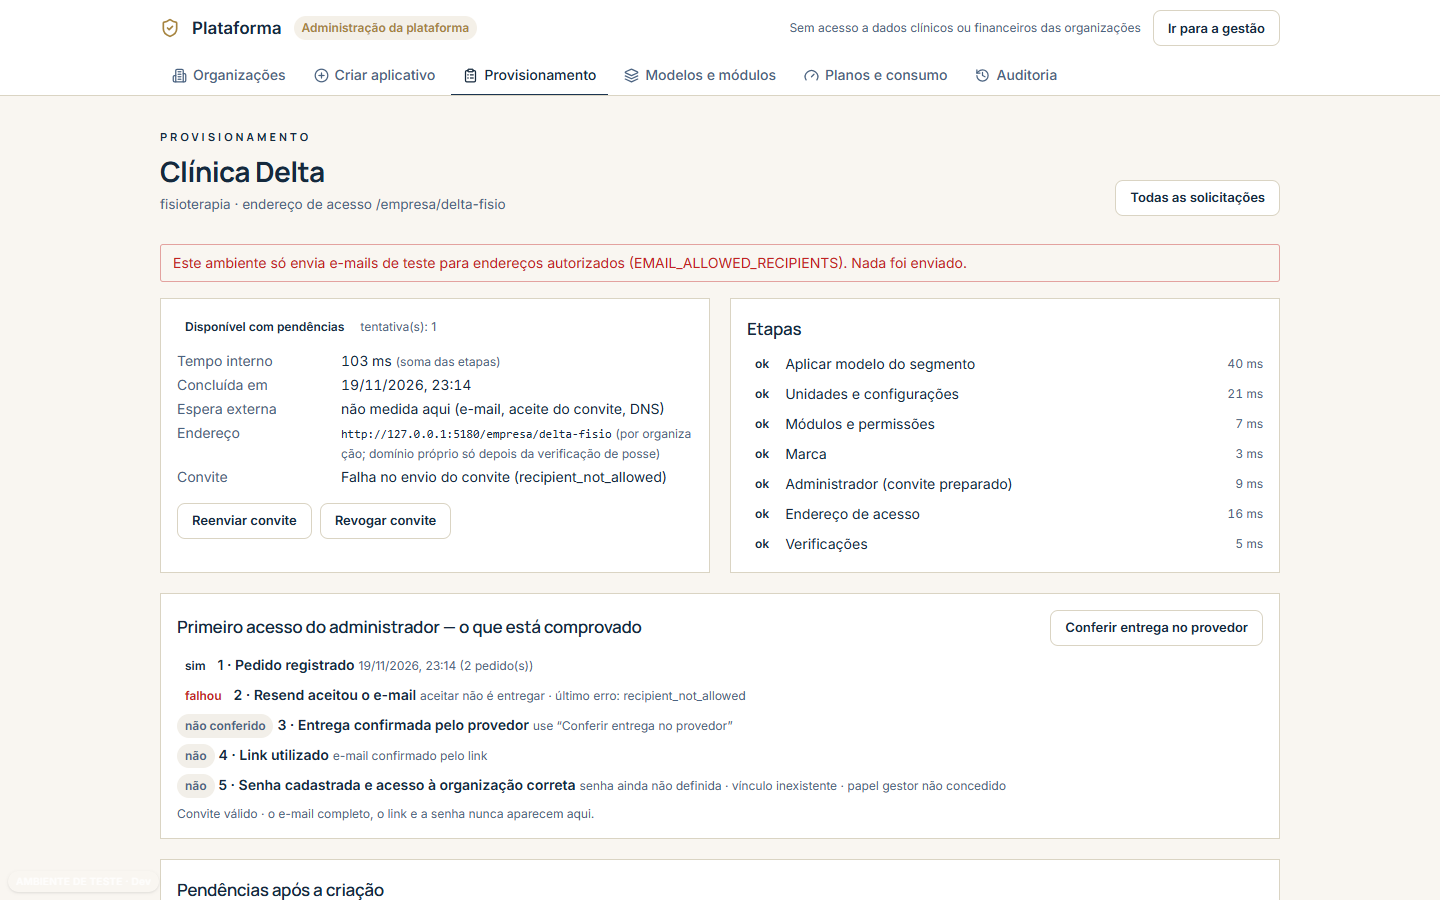 Plataforma
Administração da plataforma
Sem acesso a dados clínicos ou financeiros das organizações
Ir para a gestão
Organizações
Criar aplicativo
Provisionamento
Modelos e módulos
Planos e consumo
Auditoria
PROVISIONAMENTO
Clínica Delta
fisioterapia · endereço de acesso /empresa/delta-fisio
Todas as solicitações
Este ambiente só envia e-mails de teste para endereços autorizados (EMAIL_ALLOWED_RECIPIENTS). Nada foi enviado.
Disponível com pendências tentativa(s): 1
Tempo interno 103 ms (soma das etapas)
Concluída em 19/11/2026, 23:14
Espera externa não medida aqui (e-mail, aceite do convite, DNS)
Endereço http://127.0.0.1:5180/empresa/delta-fisio (por organiza
ção; domínio próprio só depois da verificação de posse)
Convite Falha no envio do convite (recipient_not_allowed)
Reenviar convite
Revogar convite
Etapas
ok Aplicar modelo do segmento 40 ms
ok Unidades e configurações 21 ms
ok Módulos e permissões 7 ms
ok Marca 3 ms
ok Administrador (convite preparado) 9 ms
ok Endereço de acesso 16 ms
ok Verificações 5 ms
Primeiro acesso do administrador — o que está comprovado
Conferir entrega no provedor
sim 1 · Pedido registrado 19/11/2026, 23:14 (2 pedido(s))
falhou 2 · Resend aceitou o e-mail aceitar não é entregar · último erro: recipient_not_allowed
não conferido 3 · Entrega confirmada pelo provedor use “Conferir entrega no provedor”
não 4 · Link utilizado e-mail confirmado pelo link
não 5 · Senha cadastrada e acesso à organização correta senha ainda não definida · vínculo inexistente · papel gestor não concedido
Convite válido · o e-mail completo, o link e a senha nunca aparecem aqui.
AMBIENTE DE TESTE ·
Pendências após a criação